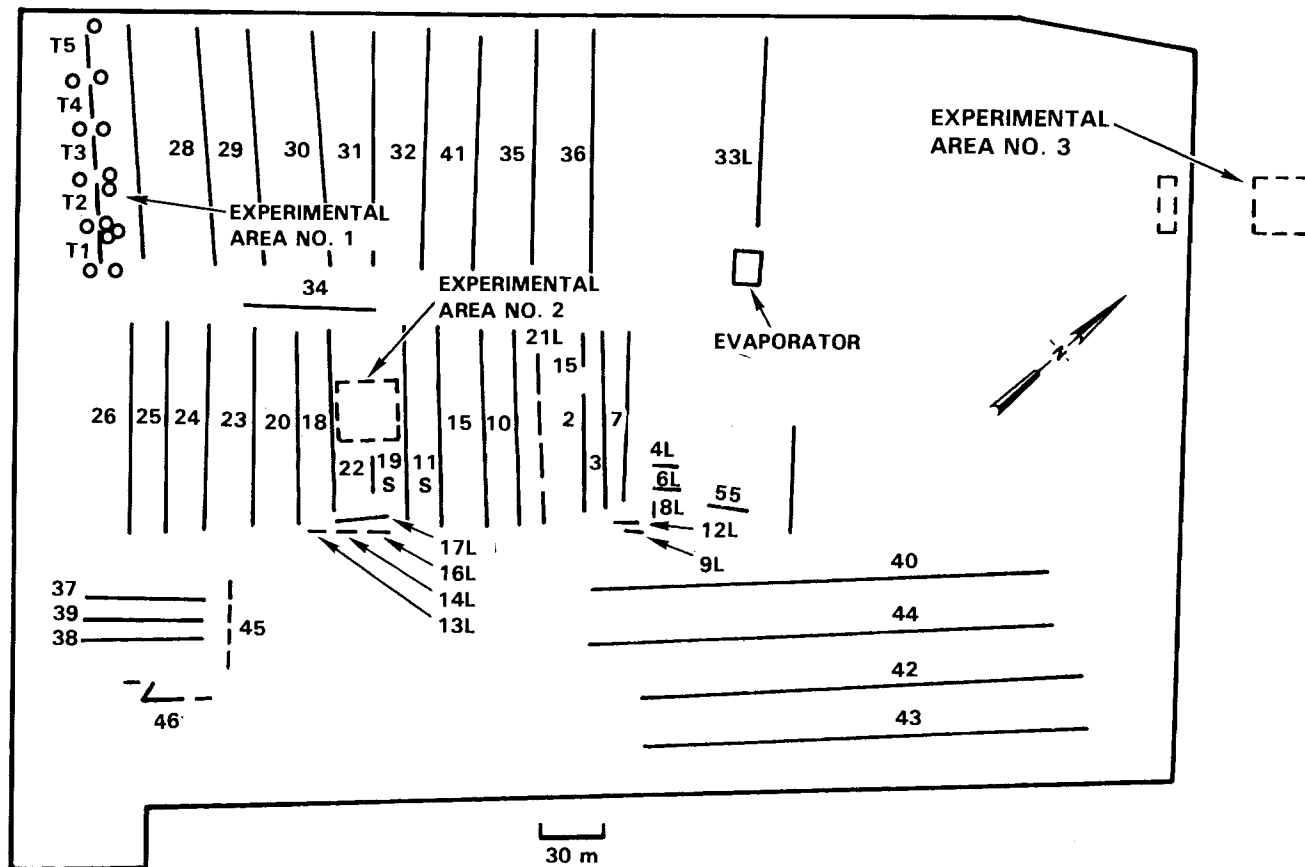 T5
T4
T3
T2
T1
28 29 30 31 32 41 35 36 33L
EXPERIMENTAL
AREA NO. 3
EXPERIMENTAL
AREA NO. 1
34
EXPERIMENTAL
AREA NO. 2
EVAPORATOR
N
21L
15
26 25 24 23 20 18 15 10 2 7
22 19 11 3
S S
4L
6L
8L
55
12L
9L
17L
16L
14L
13L
37
39
38
45
46
40
44
42
43
30 m